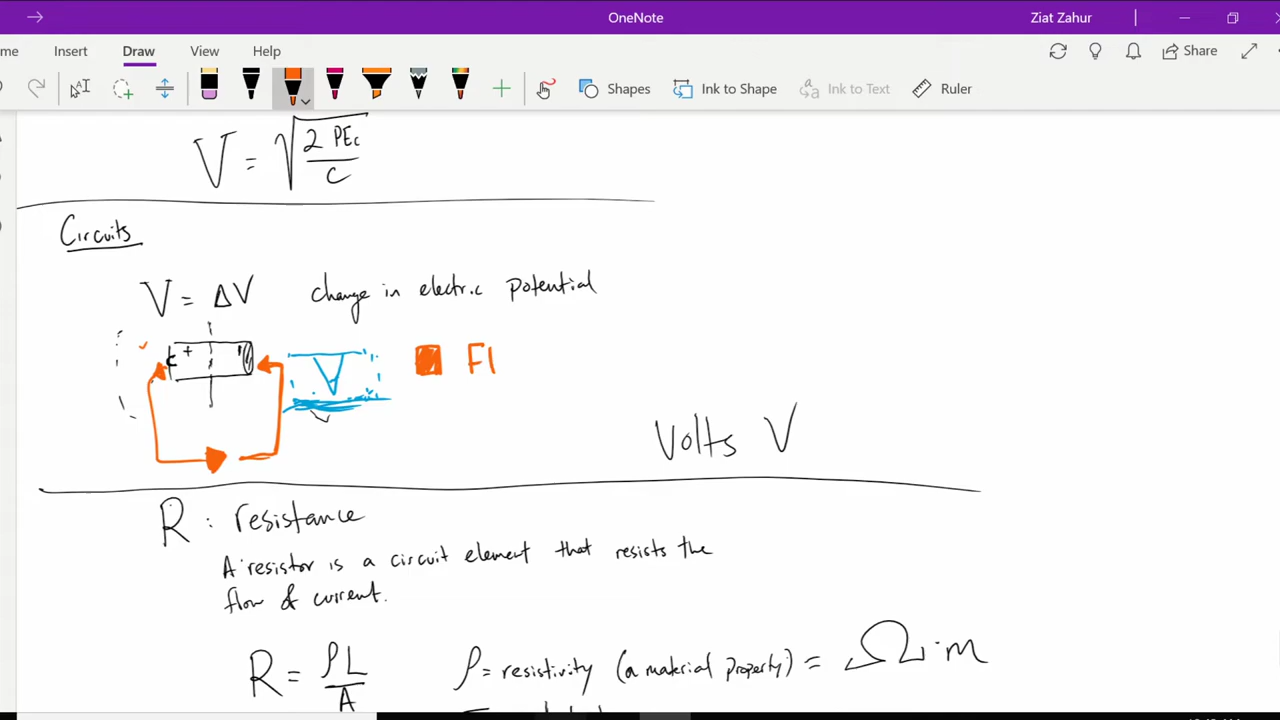 OneNote
Ziat Zahur
Insert Draw View Help
Share
Shapes Ink to Shape Ink to Text Ruler
V = √(2 PEc / C)
Circuits
V = ΔV change in electric potential
+
V
Fl
Volts V
R : resistance
A resistor is a circuit element that resists the
flow of current.
R = ρL / A
ρ = resistivity (a material property) = Ω·m